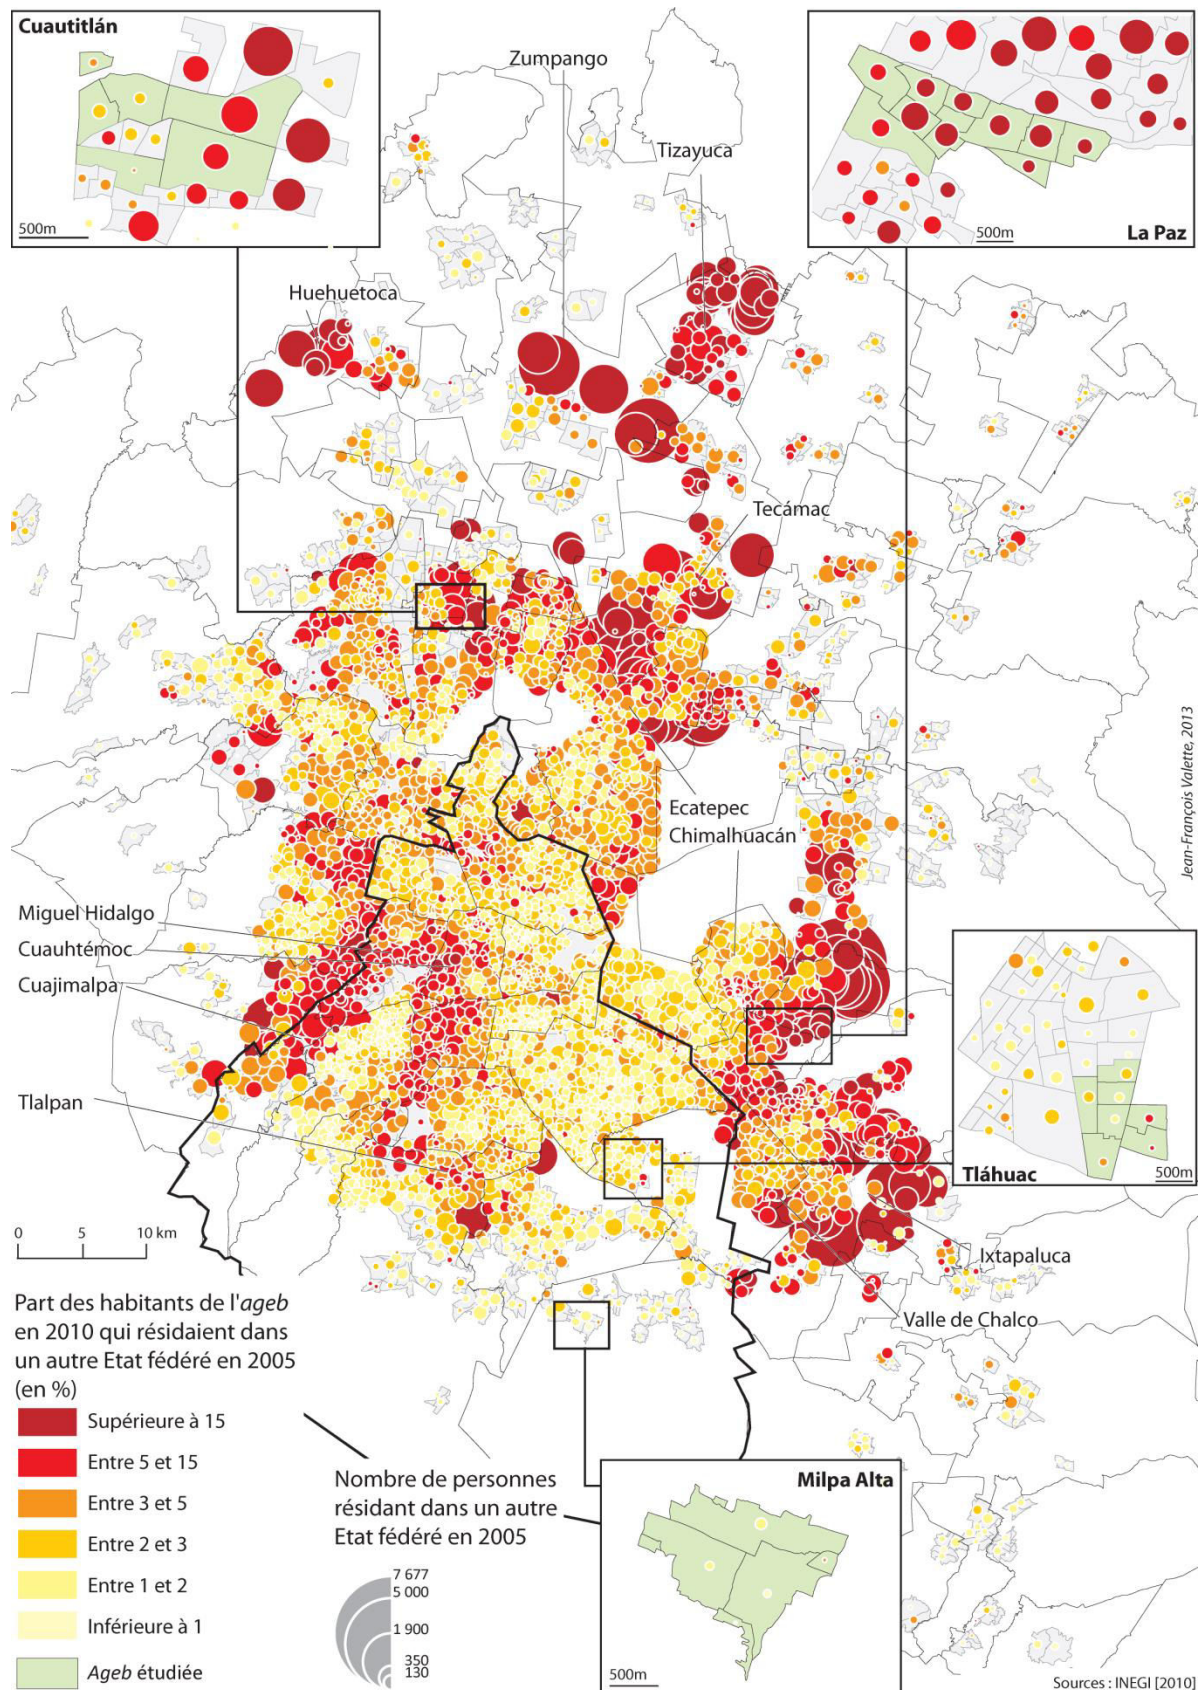 Cuautitlán
500m
La Paz
500m
Zumpango
Tizayuca
Huehuetoca
Tecámac
Jean-François Valette, 2013
Ecatepec
Chimalhuacán
Miguel Hidalgo
Cuauhtémoc
Cuajimalpa
Tlalpan
Tláhuac
500m
0 5 10 km
Ixtapaluca
Valle de Chalco
Part des habitants de l'ageb
en 2010 qui résidaient dans
un autre Etat fédéré en 2005
(en %)
Supérieure à 15
Entre 5 et 15
Entre 3 et 5
Entre 2 et 3
Entre 1 et 2
Inférieure à 1
Ageb étudiée
Nombre de personnes
résidant dans un autre
Etat fédéré en 2005
7 677
5 000
1 900
350
130
Milpa Alta
500m
Sources : INEGI [2010]